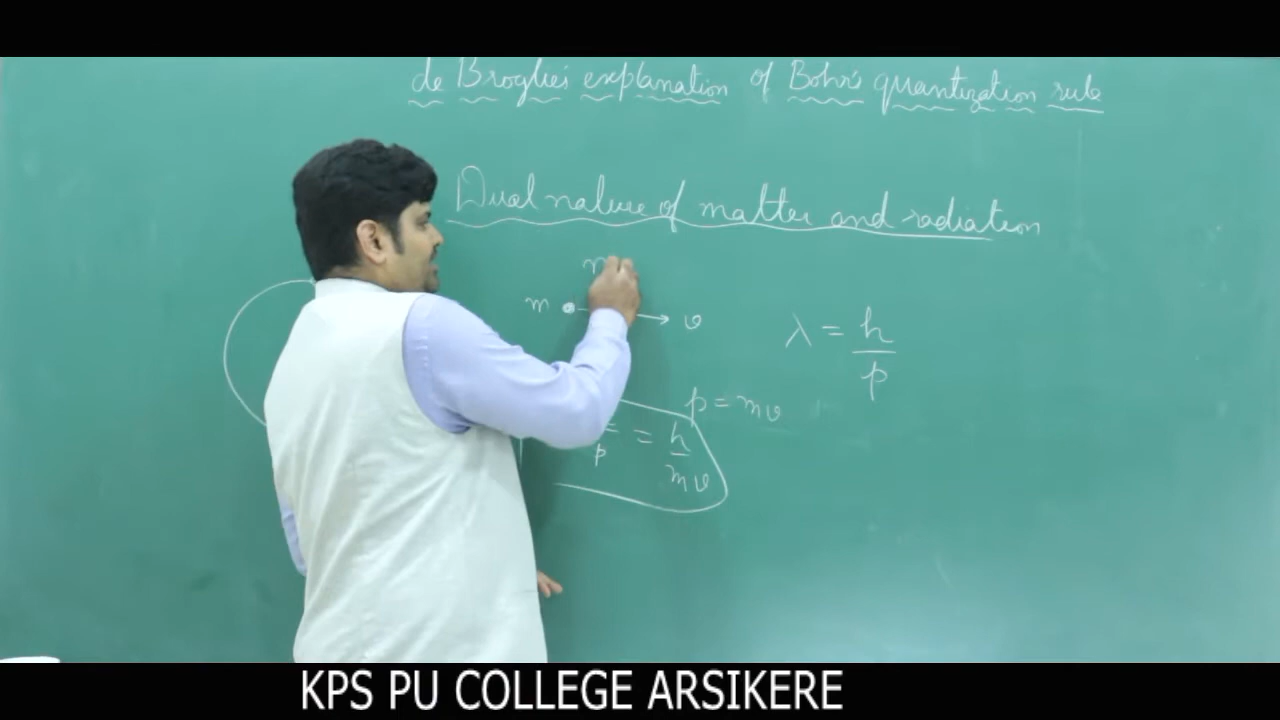 de Broglie's explanation of Bohr's quantization rule
Dual nature of matter and radiation
m
m v
λ = h/p
p = mv
p = h/mv
KPS PU COLLEGE ARSIKERE